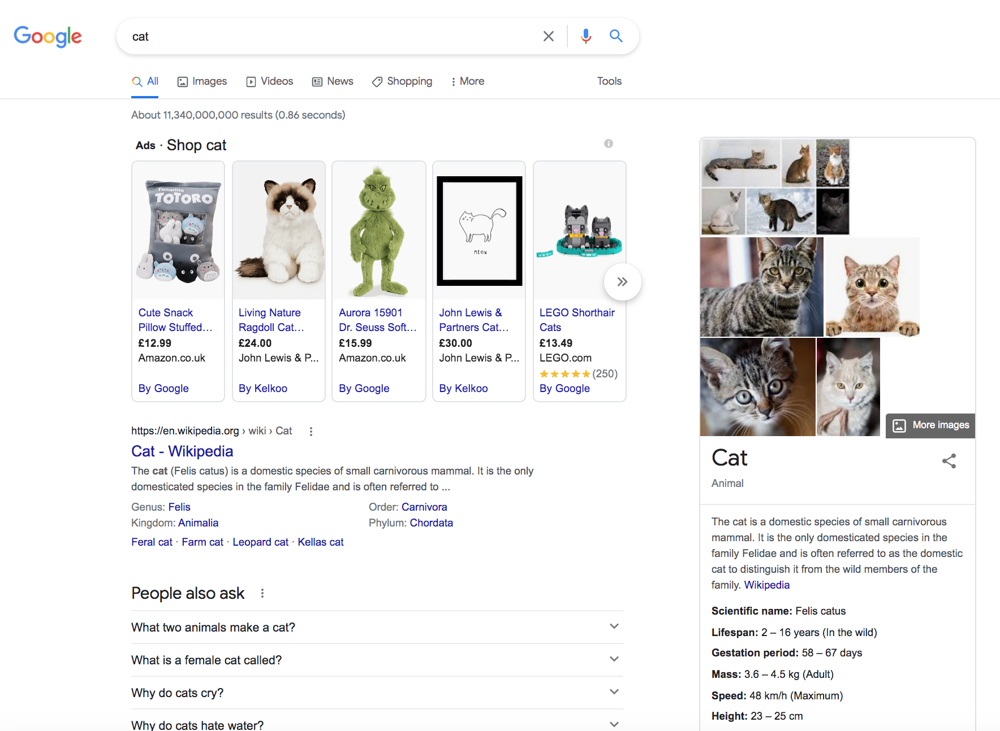 Google
cat
All
Images
Videos
News
Shopping
More
Tools
About 11,340,000,000 results (0.86 seconds)
Ads · Shop cat
Tonarino
TOTORO
MEOW
Cute Snack
Pillow Stuffed...
£12.99
Amazon.co.uk
By Google
Living Nature
Ragdoll Cat...
£24.00
John Lewis & P...
By Kelkoo
Aurora 15901
Dr. Seuss Soft...
£15.99
Amazon.co.uk
By Google
John Lewis &
Partners Cat...
£30.00
John Lewis & P...
By Kelkoo
LEGO Shorthair
Cats
£13.49
LEGO.com
★★★★★(250)
By Google
https://en.wikipedia.org › wiki › Cat
Cat - Wikipedia
The cat (Felis catus) is a domestic species of small carnivorous mammal. It is the only
domesticated species in the family Felidae and is often referred to ...
Genus: Felis
Order: Carnivora
Kingdom: Animalia
Phylum: Chordata
Feral cat · Farm cat · Leopard cat · Kellas cat
People also ask
What two animals make a cat?
What is a female cat called?
Why do cats cry?
Why do cats hate water?
More images
Cat
Animal
The cat is a domestic species of small carnivorous
mammal. It is the only domesticated species in the
family Felidae and is often referred to as the domestic
cat to distinguish it from the wild members of the
family. Wikipedia
Scientific name: Felis catus
Lifespan: 2 – 16 years (In the wild)
Gestation period: 58 – 67 days
Mass: 3.6 – 4.5 kg (Adult)
Speed: 48 km/h (Maximum)
Height: 23 – 25 cm